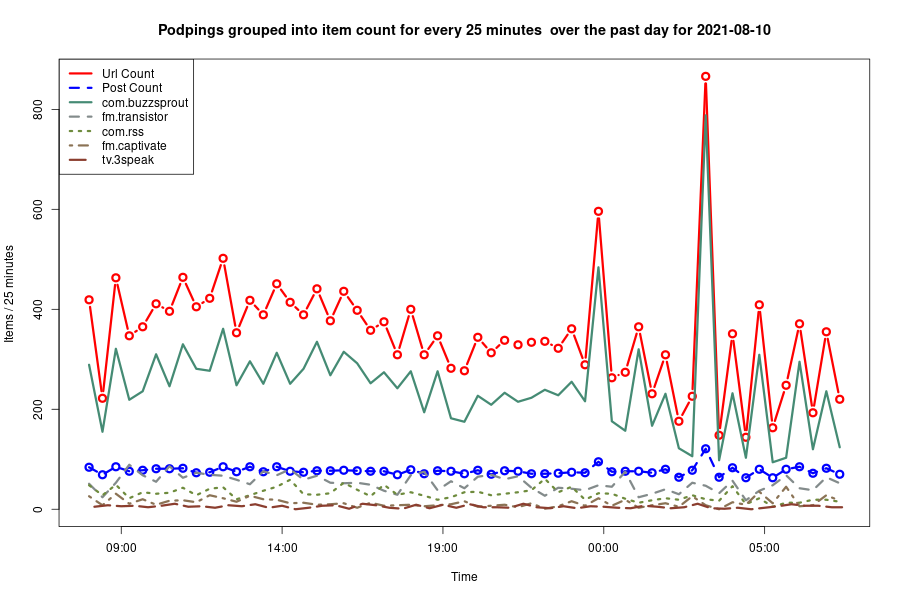 Podpings grouped into item count for every 25 minutes  over the past day for 2021-08-10
Url Count
Post Count
com.buzzsprout
fm.transistor
com.rss
fm.captivate
tv.3speak
Items / 25 minutes
800
600
400
200
0
09:00 14:00 19:00 00:00 05:00
Time